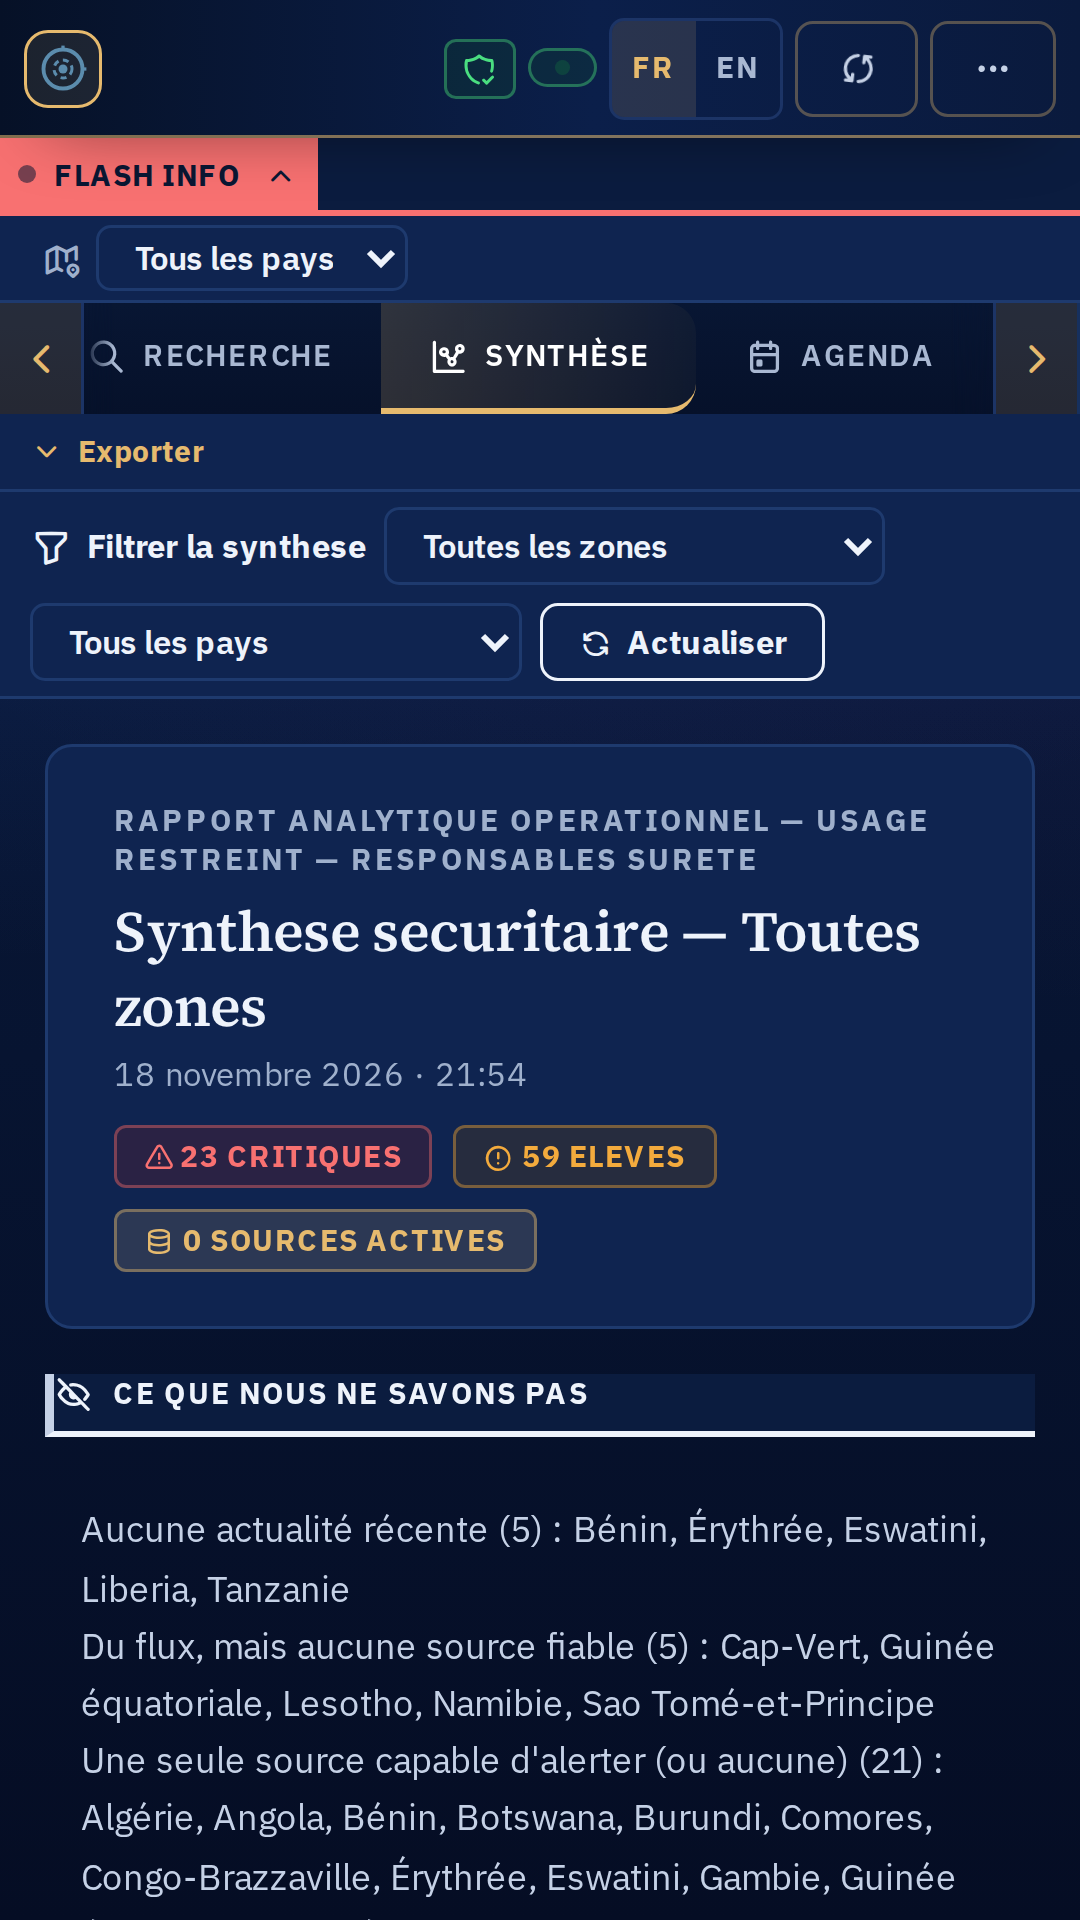 FR EN
FLASH INFO
Tous les pays
RECHERCHE SYNTHÈSE AGENDA
Exporter
Filtrer la synthese Toutes les zones
Tous les pays Actualiser
RAPPORT ANALYTIQUE OPERATIONNEL — USAGE
RESTREINT — RESPONSABLES SURETE
Synthese securitaire — Toutes
zones
18 novembre 2026 · 21:54
23 CRITIQUES 59 ELEVES
0 SOURCES ACTIVES
CE QUE NOUS NE SAVONS PAS
Aucune actualité récente (5) : Bénin, Érythrée, Eswatini,
Liberia, Tanzanie
Du flux, mais aucune source fiable (5) : Cap-Vert, Guinée
équatoriale, Lesotho, Namibie, Sao Tomé-et-Principe
Une seule source capable d'alerter (ou aucune) (21) :
Algérie, Angola, Bénin, Botswana, Burundi, Comores,
Congo-Brazzaville, Érythrée, Eswatini, Gambie, Guinée